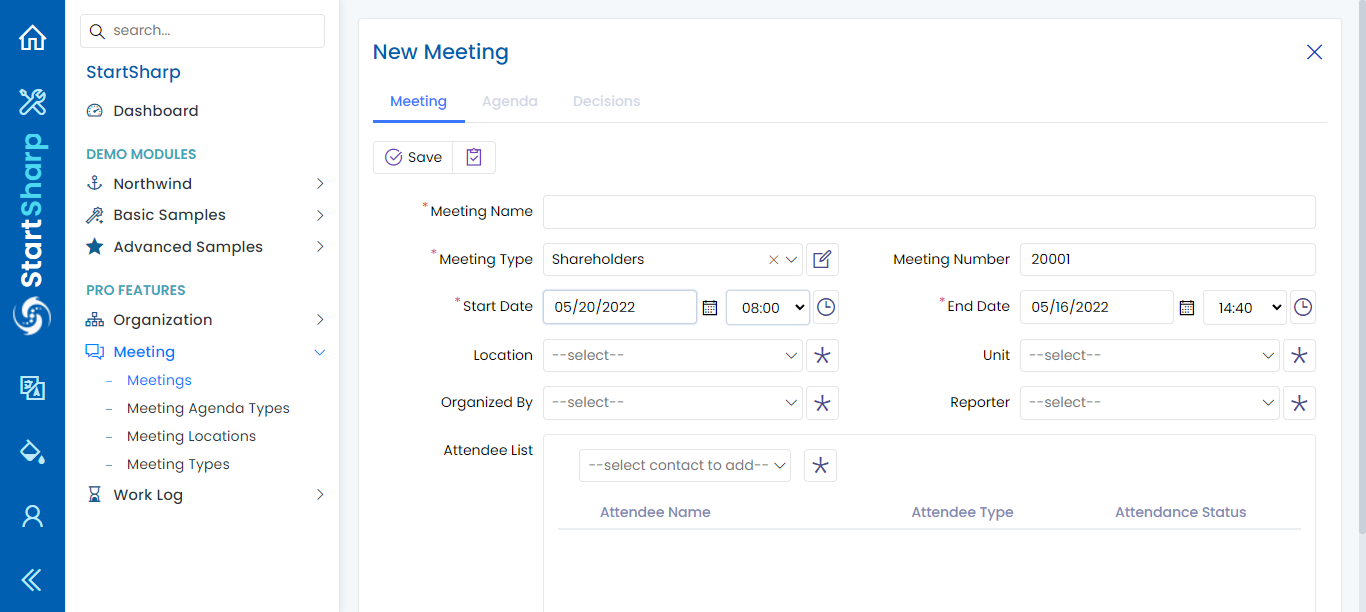 search...
StartSharp
StartSharp
Dashboard
DEMO MODULES
Northwind
Basic Samples
Advanced Samples
PRO FEATURES
Organization
Meeting
– Meetings
– Meeting Agenda Types
– Meeting Locations
– Meeting Types
Work Log
New Meeting
Meeting Agenda Decisions
Save
*Meeting Name
*Meeting Type Shareholders Meeting Number 20001
*Start Date 05/20/2022 08:00 *End Date 05/16/2022 14:40
Location --select-- Unit --select--
Organized By --select-- Reporter --select--
Attendee List
--select contact to add--
Attendee Name Attendee Type Attendance Status